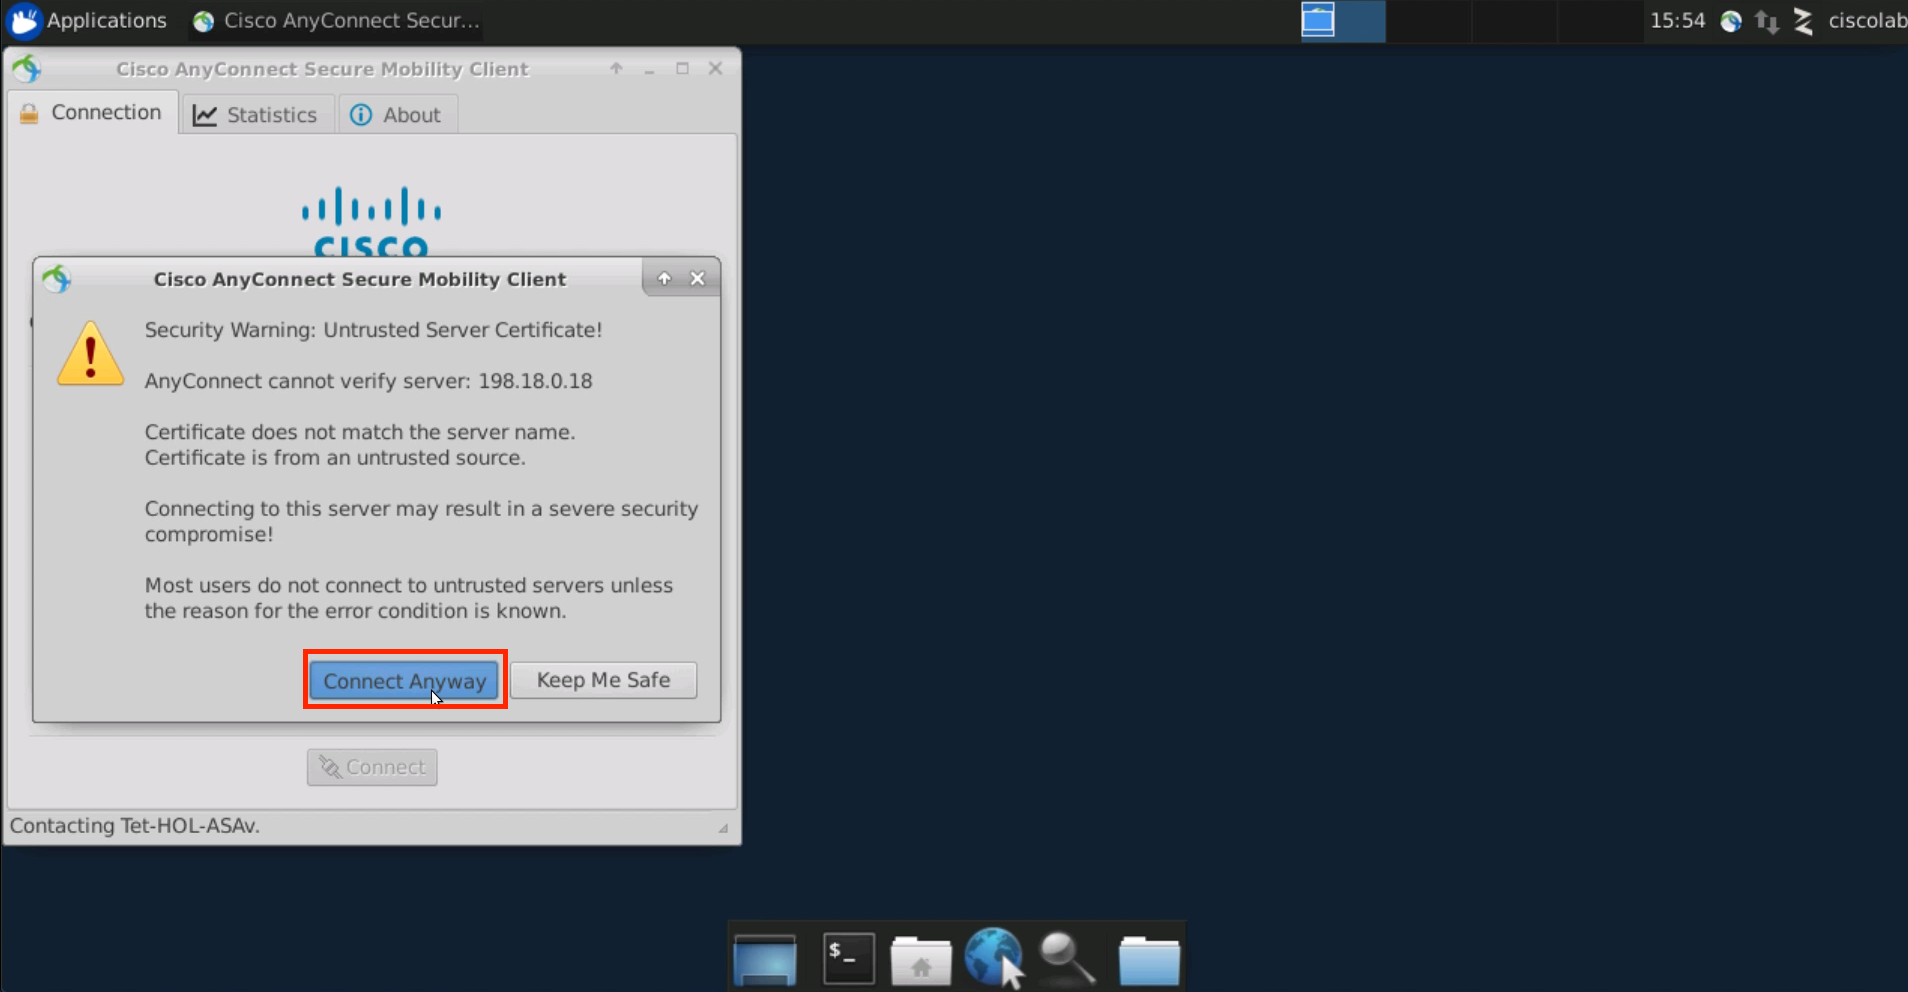 Applications
Cisco AnyConnect Secur...
15:54
ciscolab
Cisco AnyConnect Secure Mobility Client
Connection
Statistics
About
CISCO
Cisco AnyConnect Secure Mobility Client
Security Warning: Untrusted Server Certificate!
AnyConnect cannot verify server: 198.18.0.18
Certificate does not match the server name.
Certificate is from an untrusted source.
Connecting to this server may result in a severe security
compromise!
Most users do not connect to untrusted servers unless
the reason for the error condition is known.
Connect Anyway
Keep Me Safe
Connect
Contacting Tet-HOL-ASAv.
$_